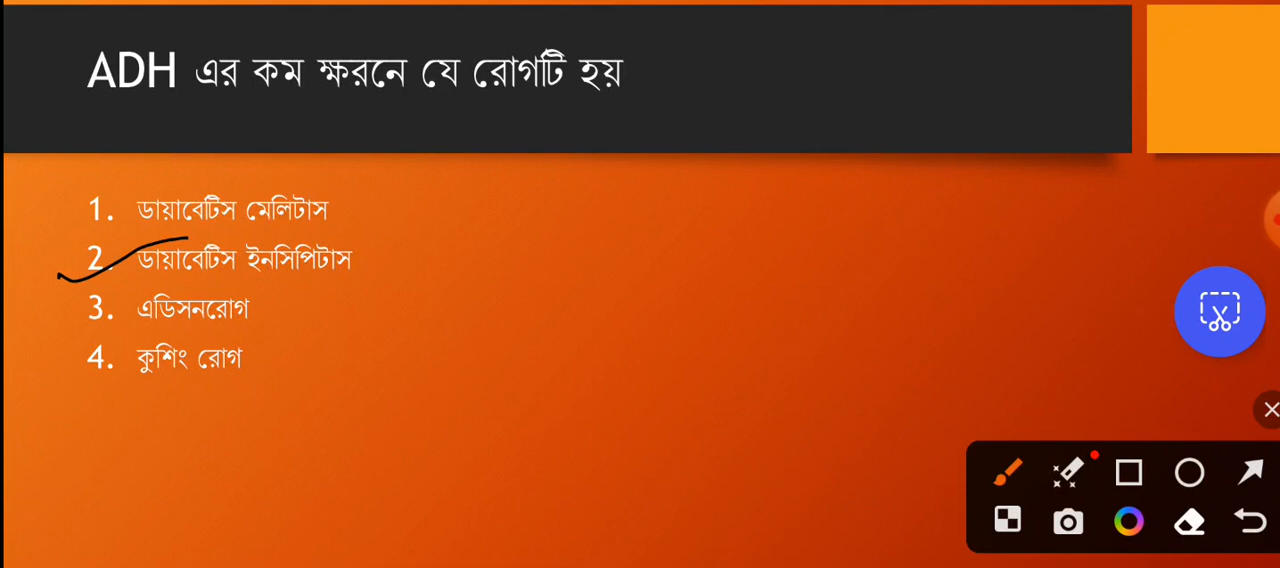 ADH এর কম ক্ষরনে যে রোগটি হয়
1. ডায়াবেটিস মেলিটাস
2. ডায়াবেটিস ইনসিপিটাস
3. এডিসনরোগ
4. কুশিং রোগ